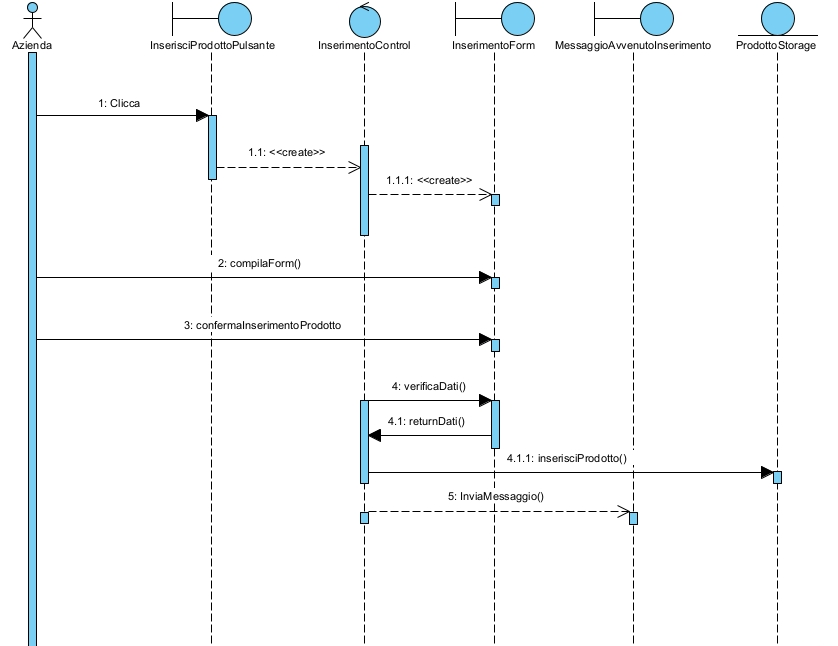 Azienda
InserisciProdottoPulsante
InserimentoControl
InserimentoForm
MessaggioAvvenutoInserimento
ProdottoStorage
1: Clicca
1.1: <<create>>
1.1.1: <<create>>
2: compilaForm()
3: confermaInserimentoProdotto
4: verificaDati()
4.1: returnDati()
4.1.1: inserisciProdotto()
5: InviaMessaggio()